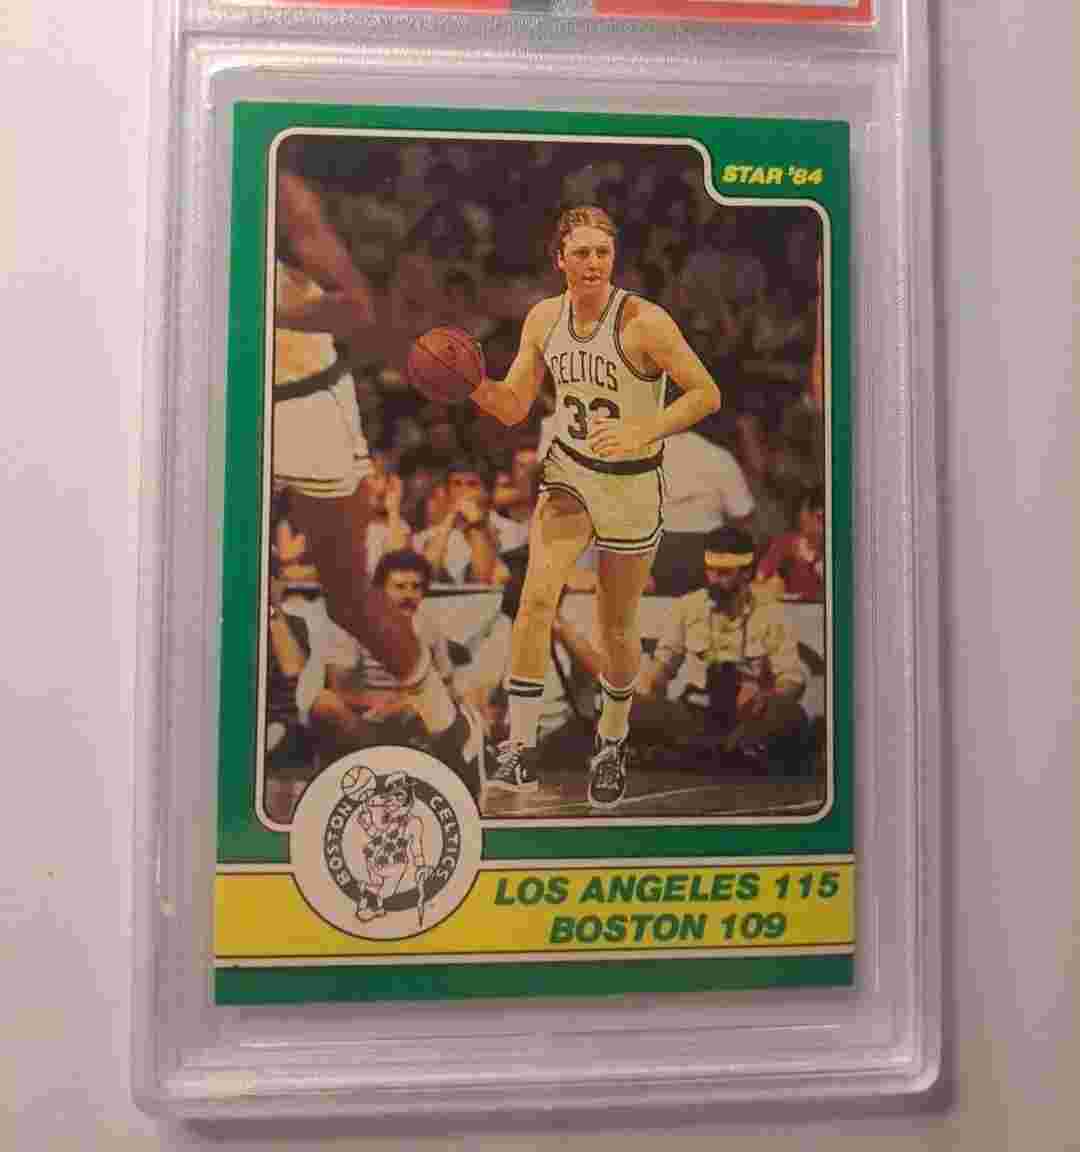 STAR '84
CELTICS
33
BOSTON CELTICS
LOS ANGELES 115
BOSTON 109